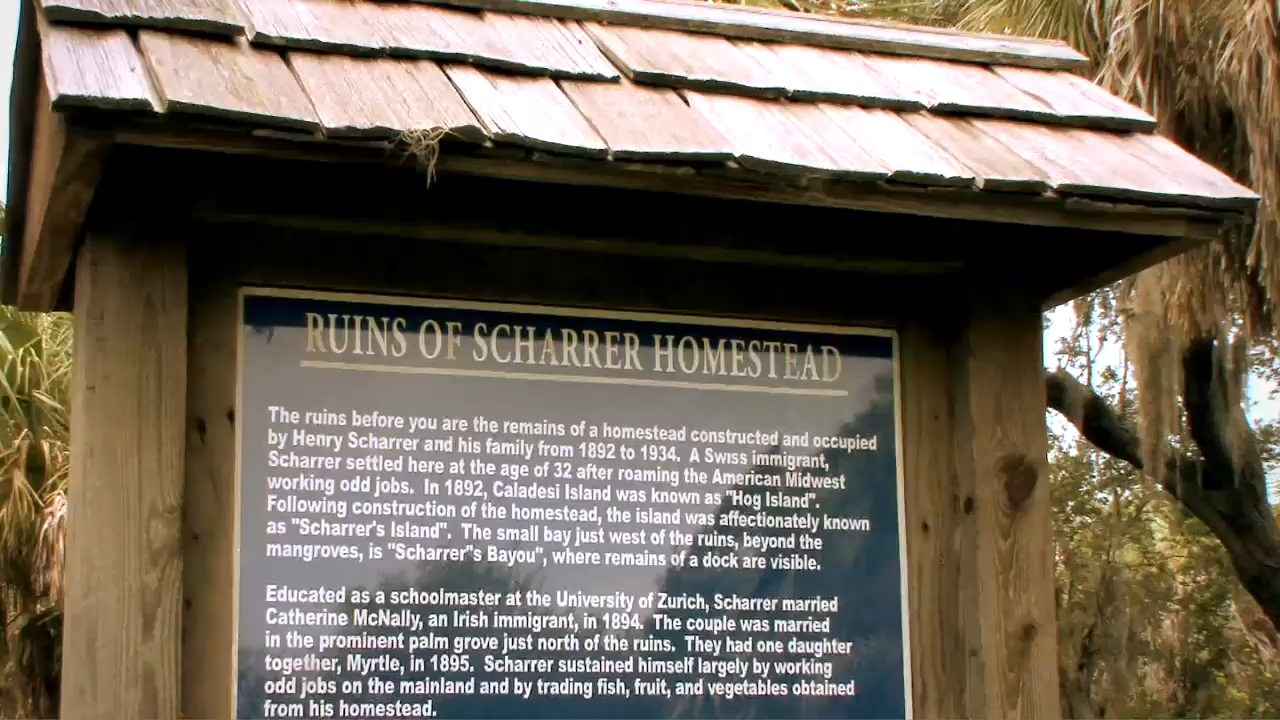 RUINS OF SCHARRER HOMESTEAD
The ruins before you are the remains of a homestead constructed and occupied
by Henry Scharrer and his family from 1892 to 1934. A Swiss immigrant,
Scharrer settled here at the age of 32 after roaming the American Midwest
working odd jobs. In 1892, Caladesi Island was known as "Hog Island".
Following construction of the homestead, the island was affectionately known
as "Scharrer's Island". The small bay just west of the ruins, beyond the
mangroves, is "Scharrer"s Bayou", where remains of a dock are visible.
Educated as a schoolmaster at the University of Zurich, Scharrer married
Catherine McNally, an Irish immigrant, in 1894. The couple was married
in the prominent palm grove just north of the ruins. They had one daughter
together, Myrtle, in 1895. Scharrer sustained himself largely by working
odd jobs on the mainland and by trading fish, fruit, and vegetables obtained
from his homestead.